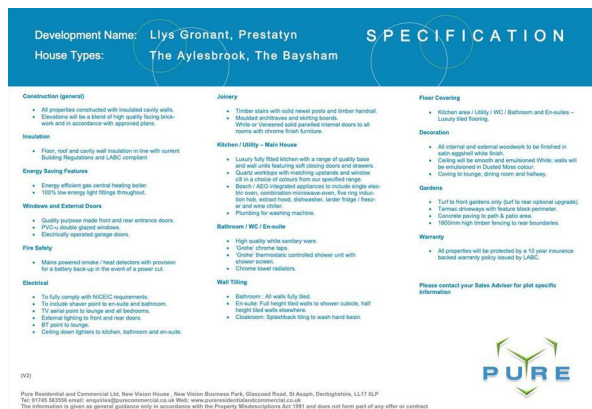 Development Name: Llys Gronant, Prestatyn
House Types: The Aylesbrook, The Baysham
SPECIFICATION
Construction (general)
• All properties constructed with insulated cavity walls.
• Elevations will be a blend of high quality facing brick-
work and in accordance with approved plans.
Insulation
• Floor, roof and cavity wall insulation in line with current
Building Regulations and LABC compliant
Energy Saving Features
• Energy efficient gas central heating boiler.
• 100% low energy light fittings throughout.
Windows and External Doors
• Quality purpose made front and rear entrance doors.
• PVC-u double glazed windows.
• Electrically operated garage doors.
Fire Safety
• Mains powered smoke / heat detectors with provision
for a battery back-up in the event of a power cut.
Electrical
• To fully comply with NICEIC requirements.
• To include shaver point to en-suite and bathroom.
• TV aerial point to lounge and all bedrooms.
• External lighting to front and rear doors.
• BT point to lounge.
• Ceiling down lighters to kitchen, bathroom and en-suite.
Joinery
• Timber stairs with solid newel posts and timber handrail.
• Moulded architraves and skirting boards.
White or Veneered solid panelled internal doors to all
rooms with chrome finish furniture.
Kitchen / Utility – Main House
• Luxury fully fitted kitchen with a range of quality base
and wall units featuring soft closing doors and drawers.
• Quartz worktops with matching upstands and window
cill in a choice of colours from our specified range.
• Bosch / AEG integrated appliances to include single elec-
tric oven, combination microwave-oven, five ring induc-
tion hob, extract hood, dishwasher, larder fridge / freez-
er and wine chiller.
• Plumbing for washing machine.
Bathroom / WC / En-suite
• High quality white sanitary ware.
• 'Grohe' chrome taps.
• 'Grohe' thermostatic controlled shower unit with
shower screen.
• Chrome towel radiators.
Wall Tilling
• Bathroom : All walls fully tiled.
• En-suite: Full height tiled walls to shower cubicle, half
height tiled walls elsewhere.
• Cloakroom: Splashback tiling to wash hand basin.
Floor Covering
• Kitchen area / Utility / WC / Bathroom and En-suites –
Luxury tiled flooring.
Decoration
• All internal and external woodwork to be finished in
satin eggshell white finish.
• Ceiling will be smooth and emulsioned White; walls will
be emulsioned in Dusted Moss colour.
• Coving to lounge, dining room and hallway.
Gardens
• Turf to front gardens only (turf to rear optional upgrade).
• Tarmac driveways with feature block perimeter.
• Concrete paving to path & patio area.
• 1800mm high timber fencing to rear boundaries.
Warranty
• All properties will be protected by a 10 year insurance
backed warranty policy issued by LABC.
Please contact your Sales Adviser for plot specific
information
(V2)
PURE
Pure Residential and Commercial Ltd, New Vision House , New Vision Business Park, Glascoed Road, St Asaph, Denbighshire, LL17 0LP
Tel: 01745 583556 email: enquiries@purecommercial.co.uk Web: www.pureresidentialandcommercial.co.uk
The information is given as general guidance only in accordance with the Property Misdescriptions Act 1991 and does not form part of any offer or contract